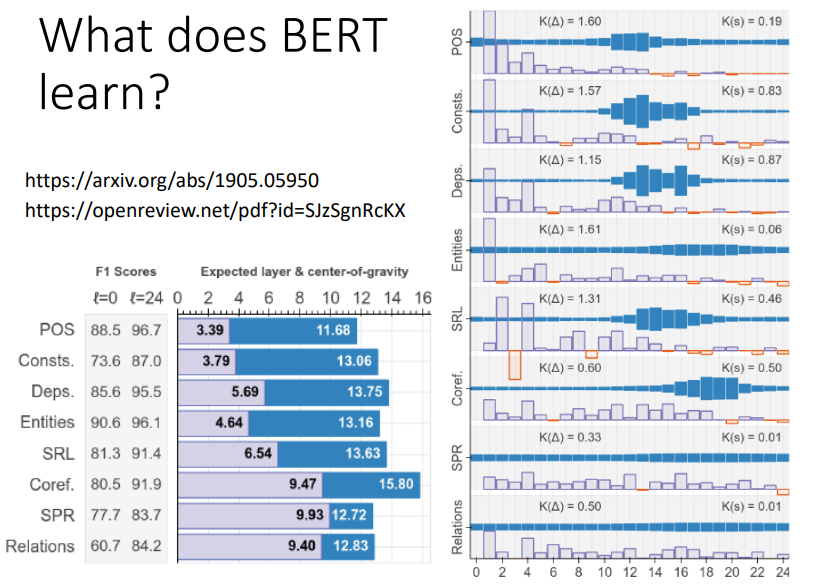 What does BERT
learn?
https://arxiv.org/abs/1905.05950
https://openreview.net/pdf?id=SJzSgnRcKX
F1 Scores Expected layer & center-of-gravity
ℓ=0 ℓ=24 0 2 4 6 8 10 12 14 16
POS 88.5 96.7 3.39 11.68
Consts. 73.6 87.0 3.79 13.06
Deps. 85.6 95.5 5.69 13.75
Entities 90.6 96.1 4.64 13.16
SRL 81.3 91.4 6.54 13.63
Coref. 80.5 91.9 9.47 15.80
SPR 77.7 83.7 9.93 12.72
Relations 60.7 84.2 9.40 12.83
POS K(Δ) = 1.60 K(s) = 0.19
Consts. K(Δ) = 1.57 K(s) = 0.83
Deps. K(Δ) = 1.15 K(s) = 0.87
Entities K(Δ) = 1.61 K(s) = 0.06
SRL K(Δ) = 1.31 K(s) = 0.46
Coref. K(Δ) = 0.60 K(s) = 0.50
SPR K(Δ) = 0.33 K(s) = 0.01
Relations K(Δ) = 0.50 K(s) = 0.01
0 2 4 6 8 10 12 14 16 18 20 22 24